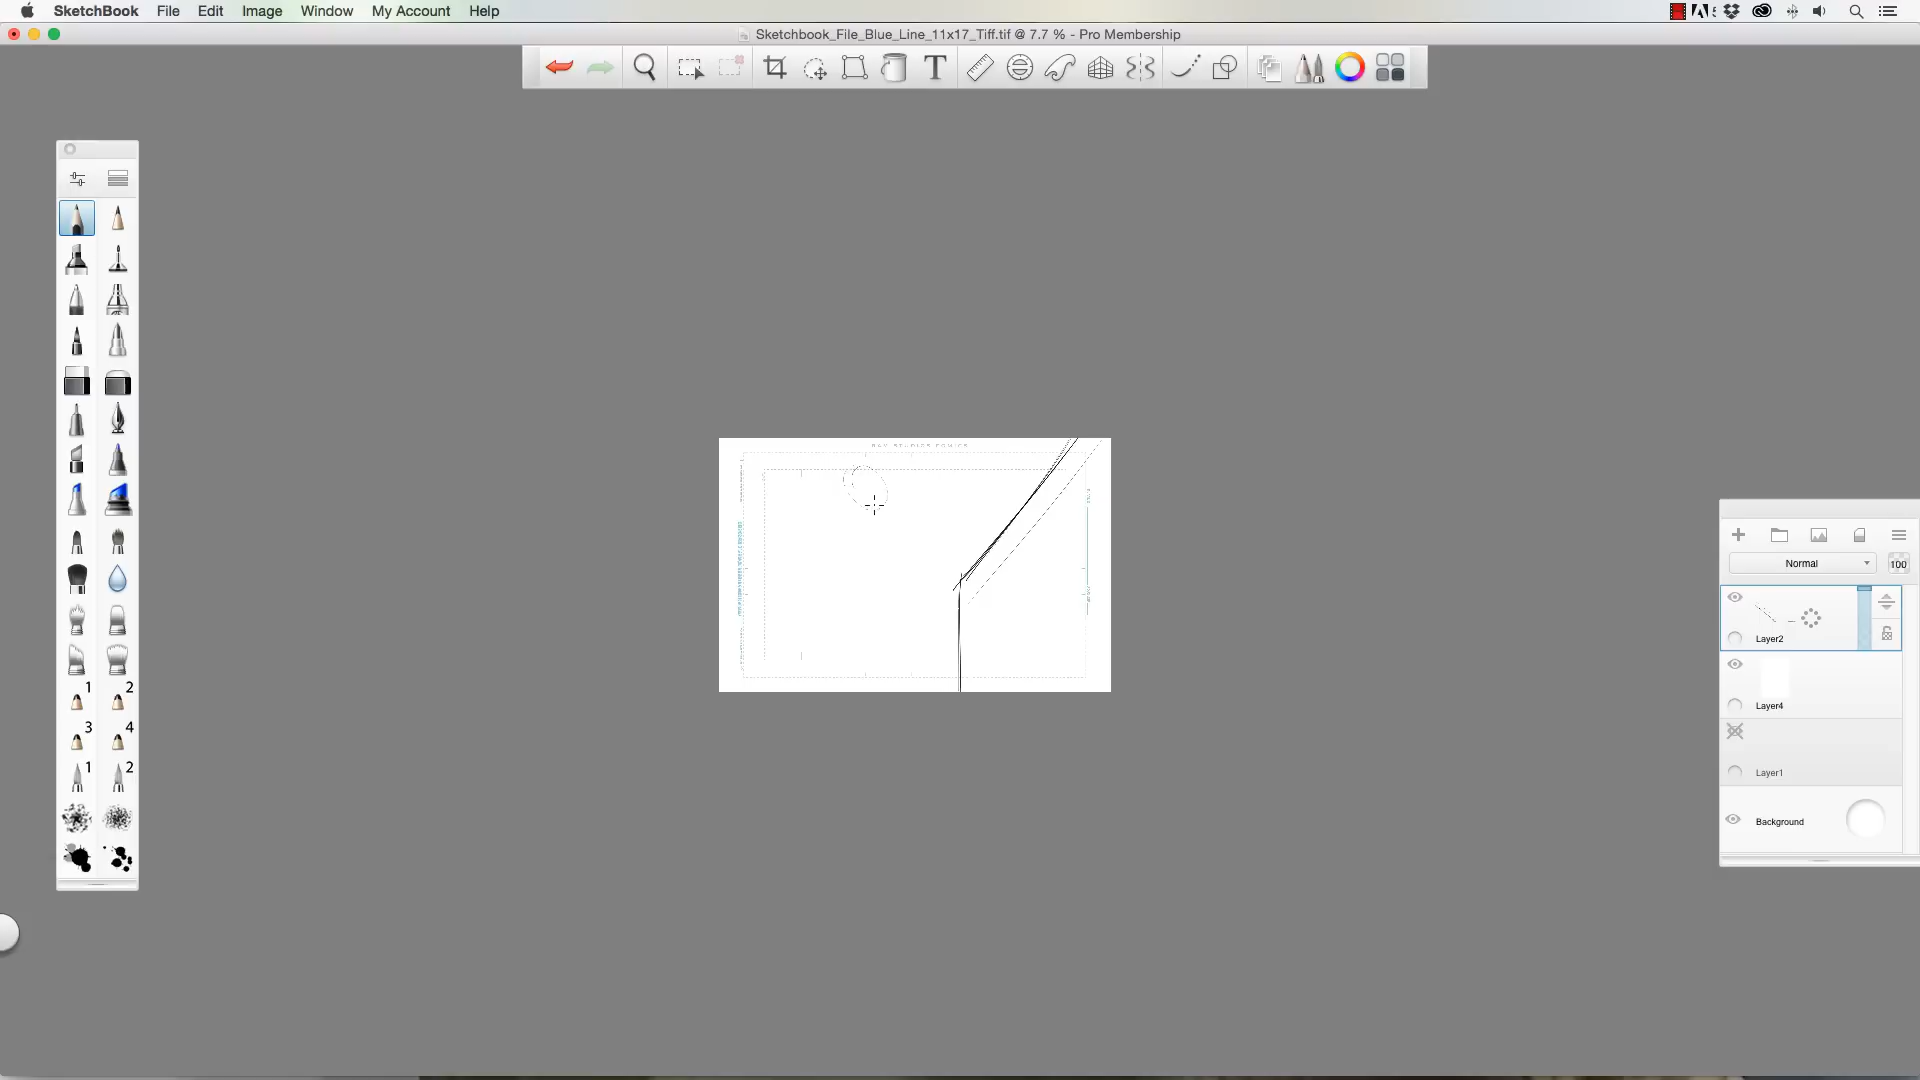 SketchBook File Edit Image Window My Account Help
Sketchbook_File_Blue_Line_11x17_Tiff.tif @ 7.7 % - Pro Membership
T
Normal 100
Layer2
Layer4
Layer1
Background
1 2
3 4
1 2